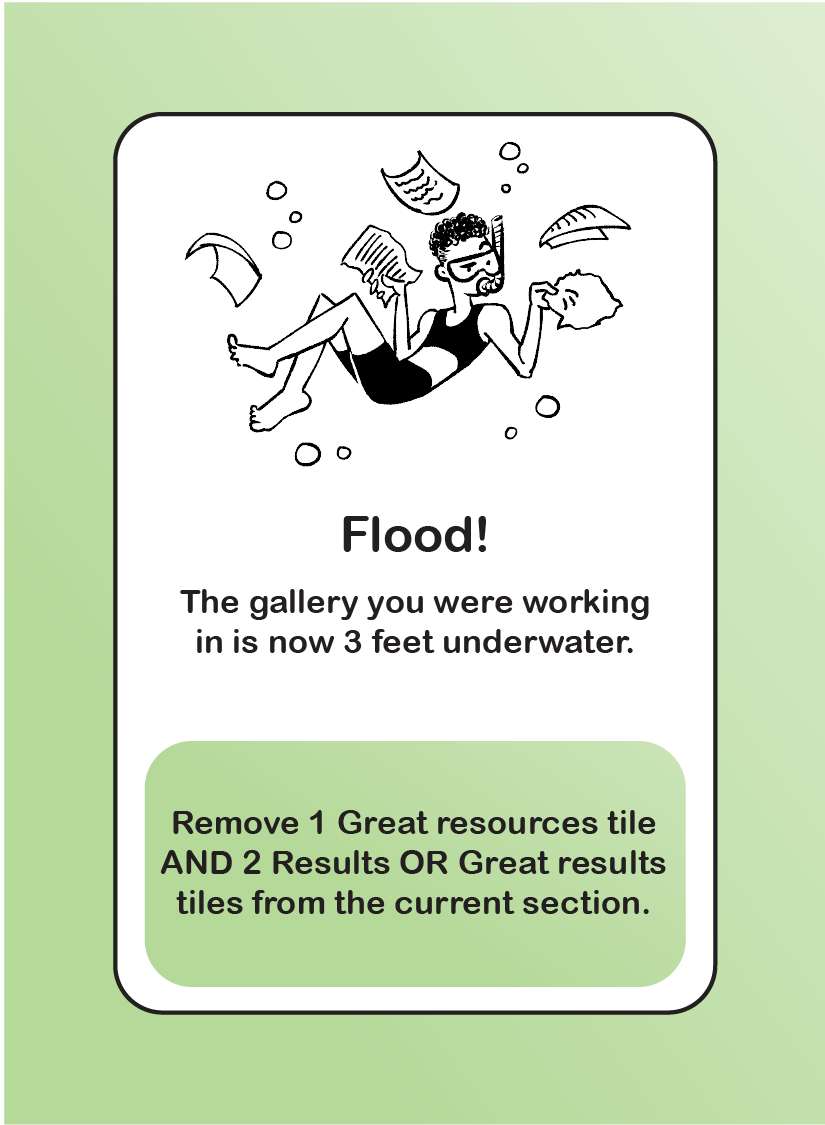 Flood!
The gallery you were working
in is now 3 feet underwater.
Remove 1 Great resources tile
AND 2 Results OR Great results
tiles from the current section.